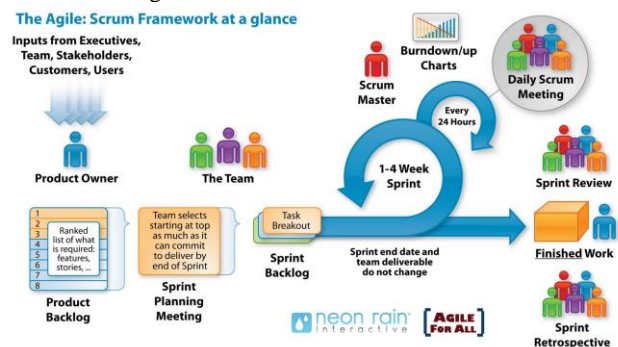 The Agile: Scrum Framework at a glance
Inputs from Executives,
Team, Stakeholders,
Customers, Users
Product Owner
The Team
Scrum
Master
Burndown/up
Charts
Daily Scrum
Meeting
Every
24 Hours
1-4 Week
Sprint
1
2
3
4
5
6
7
8
Ranked
list of what
is required:
features,
stories, ...
Product
Backlog
Team selects
starting at top
as much as it
can commit
to deliver by
end of Sprint
Sprint
Planning
Meeting
Task
Breakout
Sprint
Backlog
Sprint end date and
team deliverable
do not change
Sprint Review
Finished Work
Sprint
Retrospective
neon rain
interactive
AGILE
FOR ALL